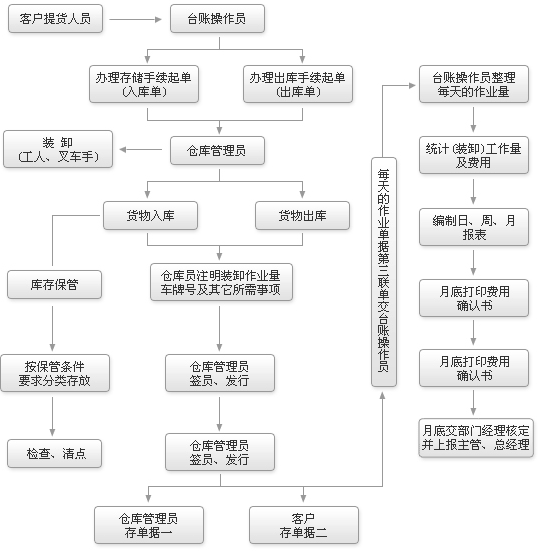 客户提货人员
台账操作员
办理存储手续起单
(入库单)
办理出库手续起单
(出库单)
装 卸
(工人、叉车手)
仓库管理员
货物入库
货物出库
库存保管
仓库员注明装卸作业量
车牌号及其它所需事项
按保管条件
要求分类存放
仓库管理员
签员、发行
检查、清点
仓库管理员
签员、发行
仓库管理员
存单据一
客户
存单据二
每天的作业单据第三联单交台账操作员
台账操作员整理
每天的作业量
统计(装卸)工作量
及费用
编制日、周、月
报表
月底打印费用
确认书
月底打印费用
确认书
月底交部门经理核定
并上报主管、总经理